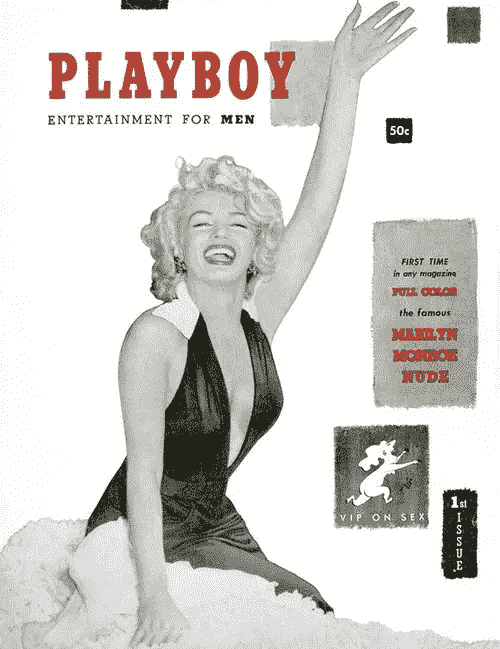 PLAYBOY
ENTERTAINMENT FOR MEN
50c
FIRST TIME
in any magazine
FULL COLOR
the famous
MARILYN
MONROE
NUDE
VIP ON SEX
1st
ISSUE